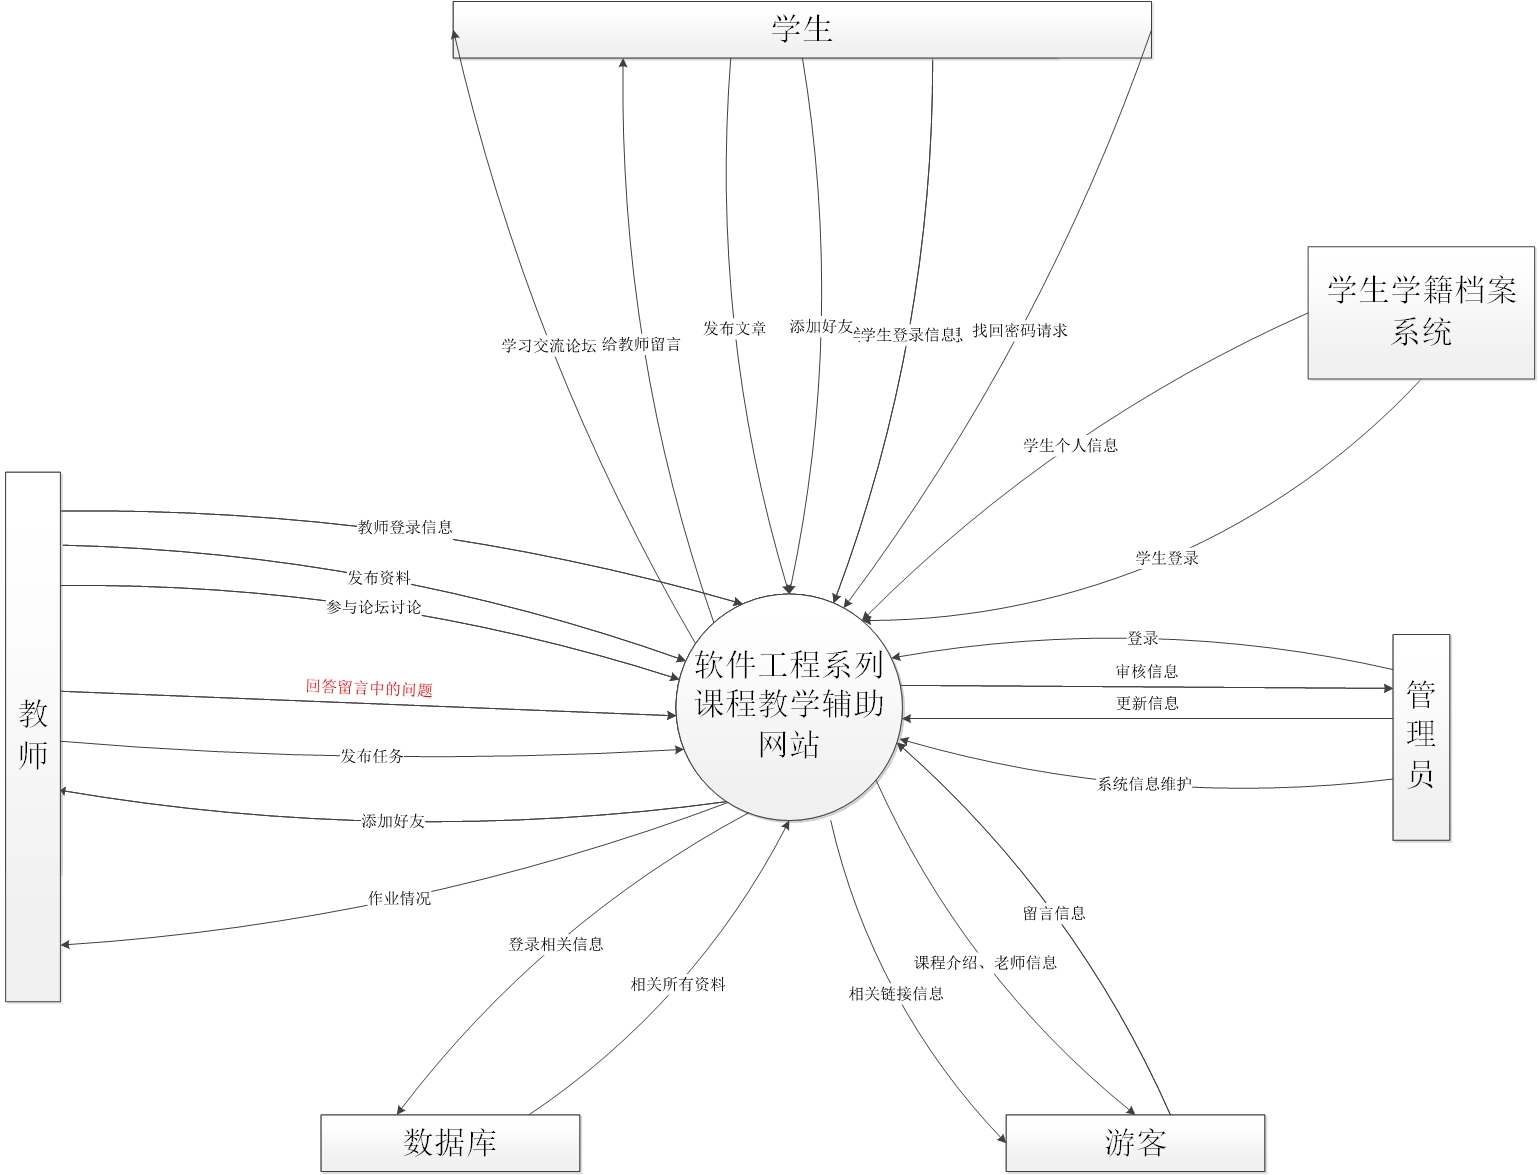 学生
学生学籍档案
系统
发布文章
添加好友
学生登录信息
找回密码请求
学习交流论坛
给教师留言
学生个人信息
教师登录信息
学生登录
发布资料
参与论坛讨论
登录
软件工程系列
课程教学辅助
网站
审核信息
回答留言中的问题
更新信息
教
师
管
理
员
发布任务
系统信息维护
添加好友
作业情况
留言信息
登录相关信息
课程介绍、老师信息
相关所有资料
相关链接信息
数据库
游客